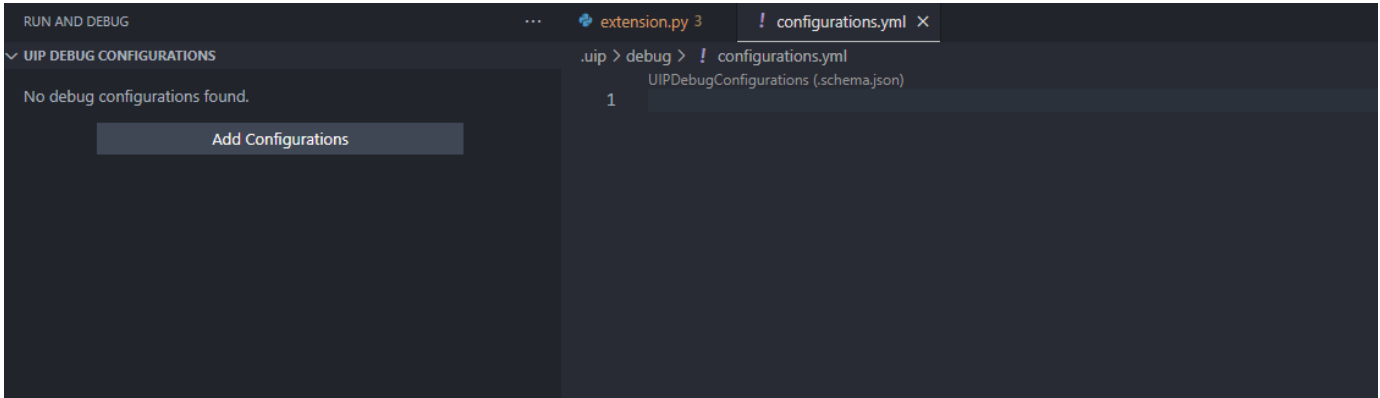 RUN AND DEBUG ...
UIP DEBUG CONFIGURATIONS
No debug configurations found.
Add Configurations
extension.py 3 ! configurations.yml ×
.uip > debug > ! configurations.yml
UIPDebugConfigurations (.schema.json)
1